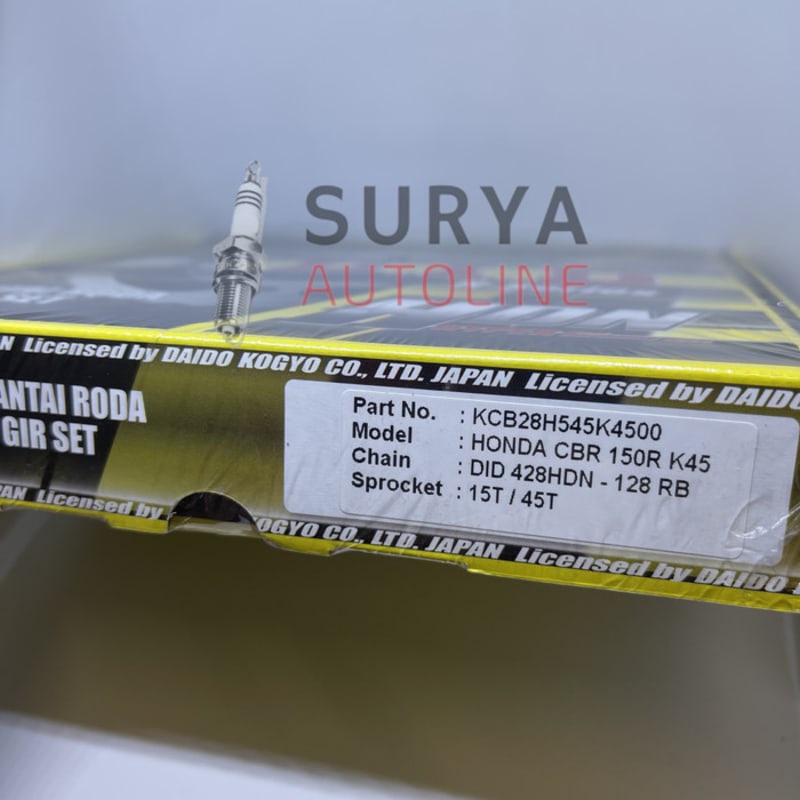 SURYA
AUTOLINE
HDN
N Licensed by DAIDO KOGYO CO., LTD. JAPAN Licensed by DAIDO
ANTAI RODA
GIR SET
Part No. : KCB28H545K4500
Model : HONDA CBR 150R K45
Chain : DID 428HDN - 128 RB
Sprocket : 15T / 45T
PAN Licensed by KOGYO CO., LTD. JAPAN Licensed by DAIDO